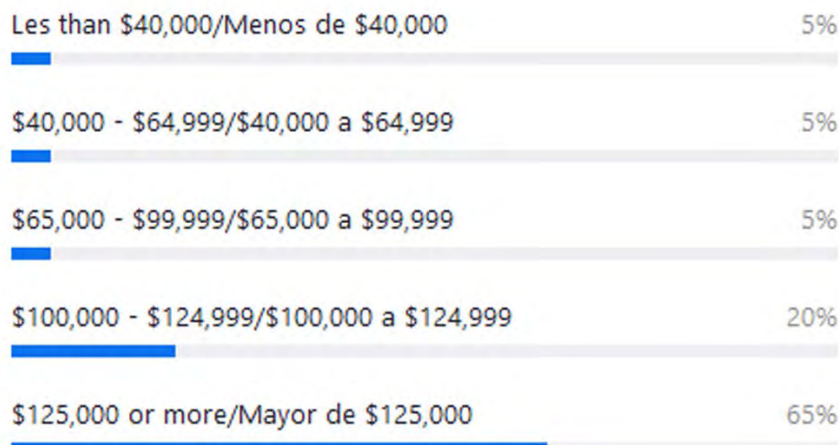 Les than $40,000/Menos de $40,000 5%
$40,000 - $64,999/$40,000 a $64,999 5%
$65,000 - $99,999/$65,000 a $99,999 5%
$100,000 - $124,999/$100,000 a $124,999 20%
$125,000 or more/Mayor de $125,000 65%